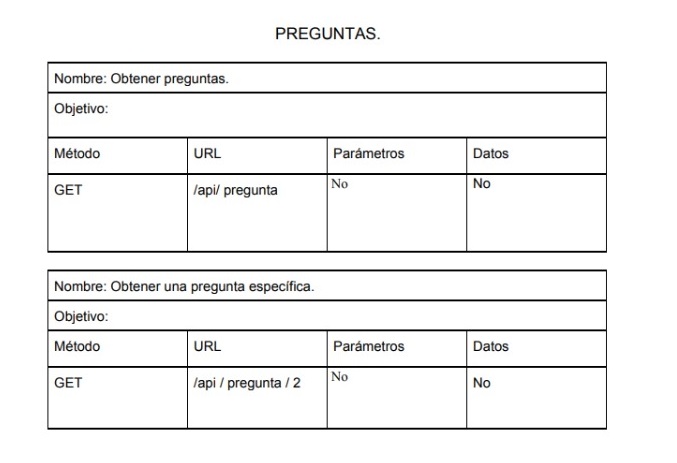 PREGUNTAS.
Nombre: Obtener preguntas.
Objetivo:
Método URL Parámetros Datos
GET /api/ pregunta No No
Nombre: Obtener una pregunta específica.
Objetivo:
Método URL Parámetros Datos
GET /api / pregunta / 2 No No